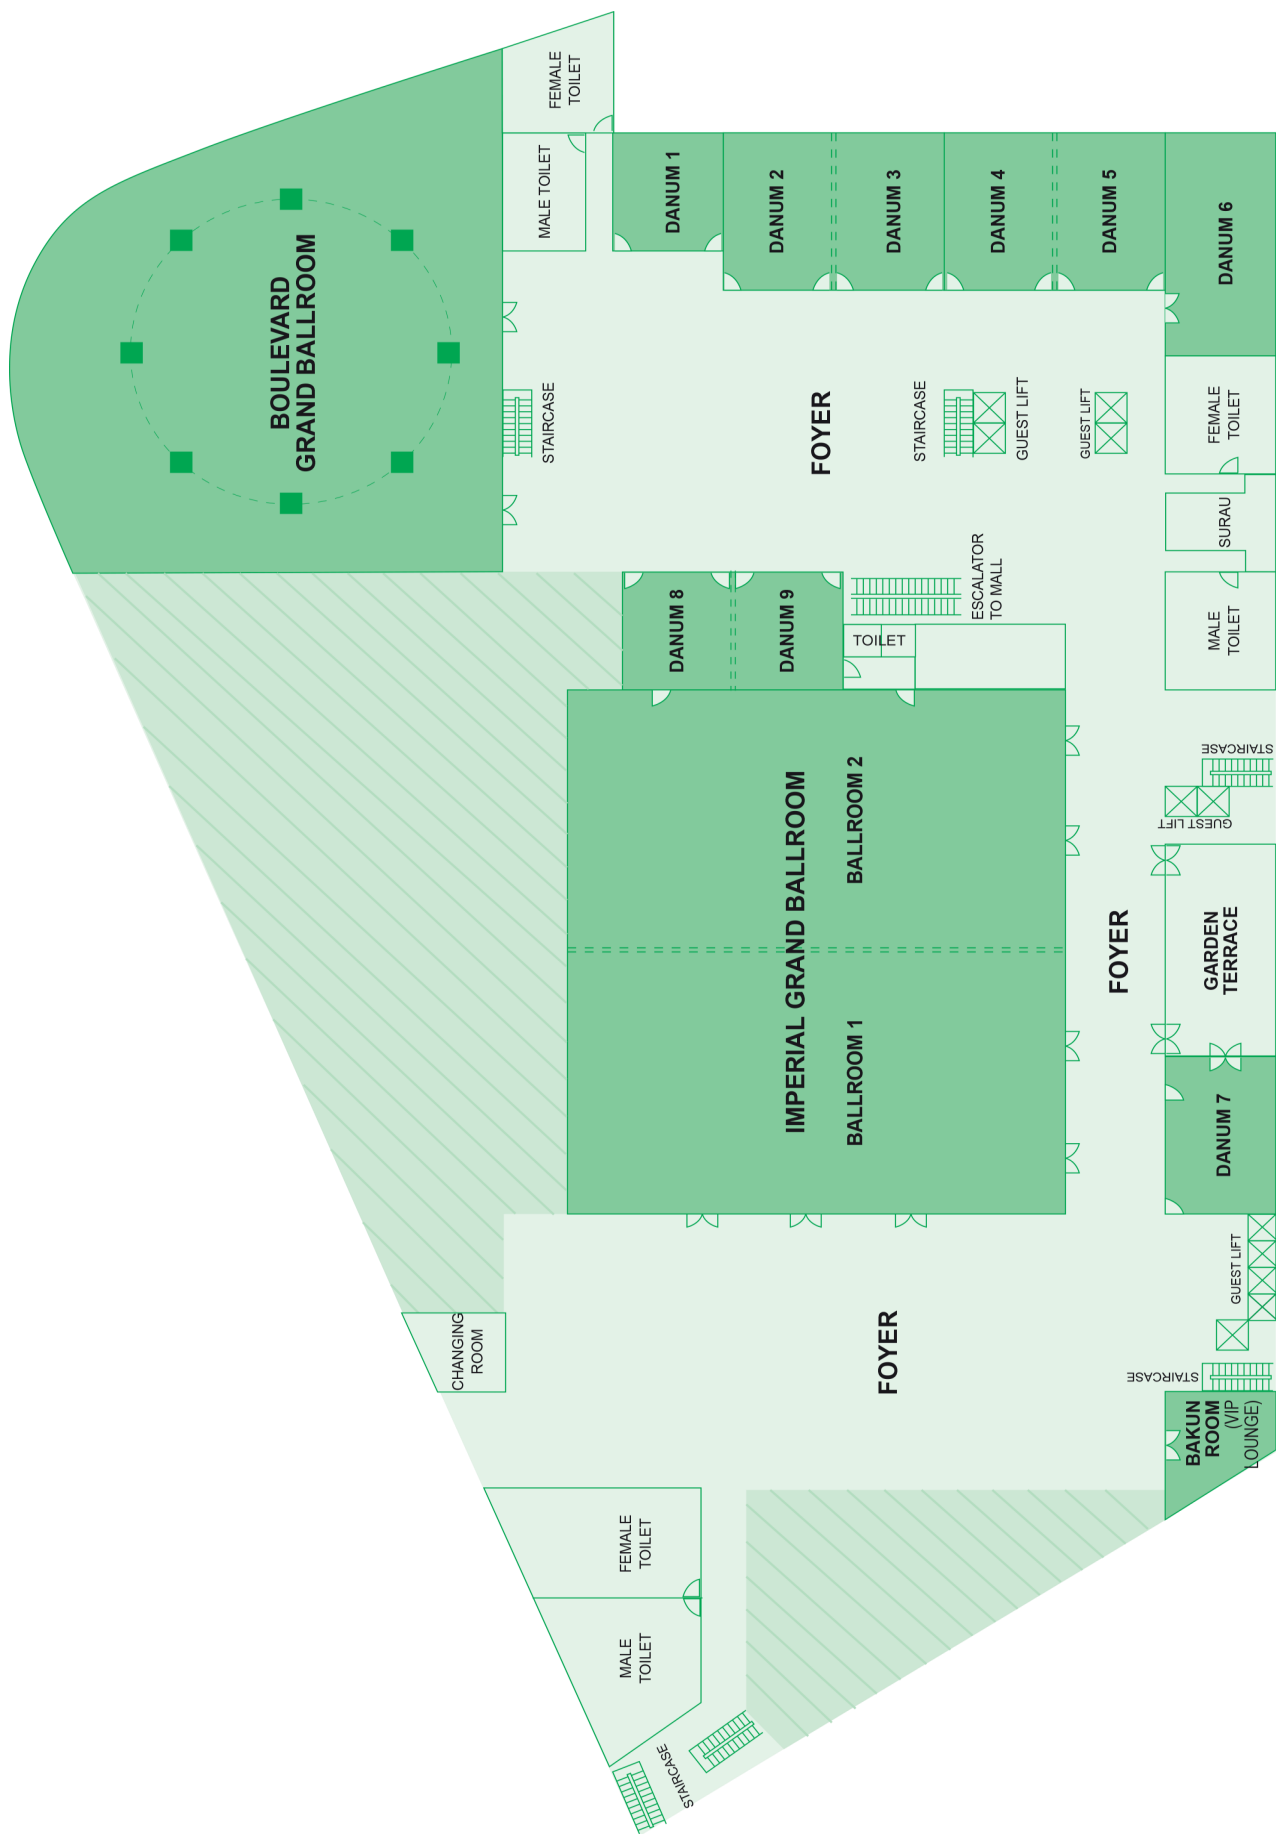 FEMALE
TOILET
MALE TOILET
DANUM 1
DANUM 2
DANUM 3
DANUM 4
DANUM 5
DANUM 6
BOULEVARD
GRAND BALLROOM
STAIRCASE
FOYER
STAIRCASE
GUEST LIFT
GUEST LIFT
FEMALE
TOILET
SURAU
MALE
TOILET
ESCALATOR
TO MALL
DANUM 8
DANUM 9
TOILET
STAIRCASE
GUEST LIFT
IMPERIAL GRAND BALLROOM
BALLROOM 2
BALLROOM 1
FOYER
GARDEN
TERRACE
DANUM 7
GUEST LIFT
STAIRCASE
BAKUN
ROOM
(VIP
LOUNGE)
FOYER
CHANGING
ROOM
FEMALE
TOILET
MALE
TOILET
STAIRCASE